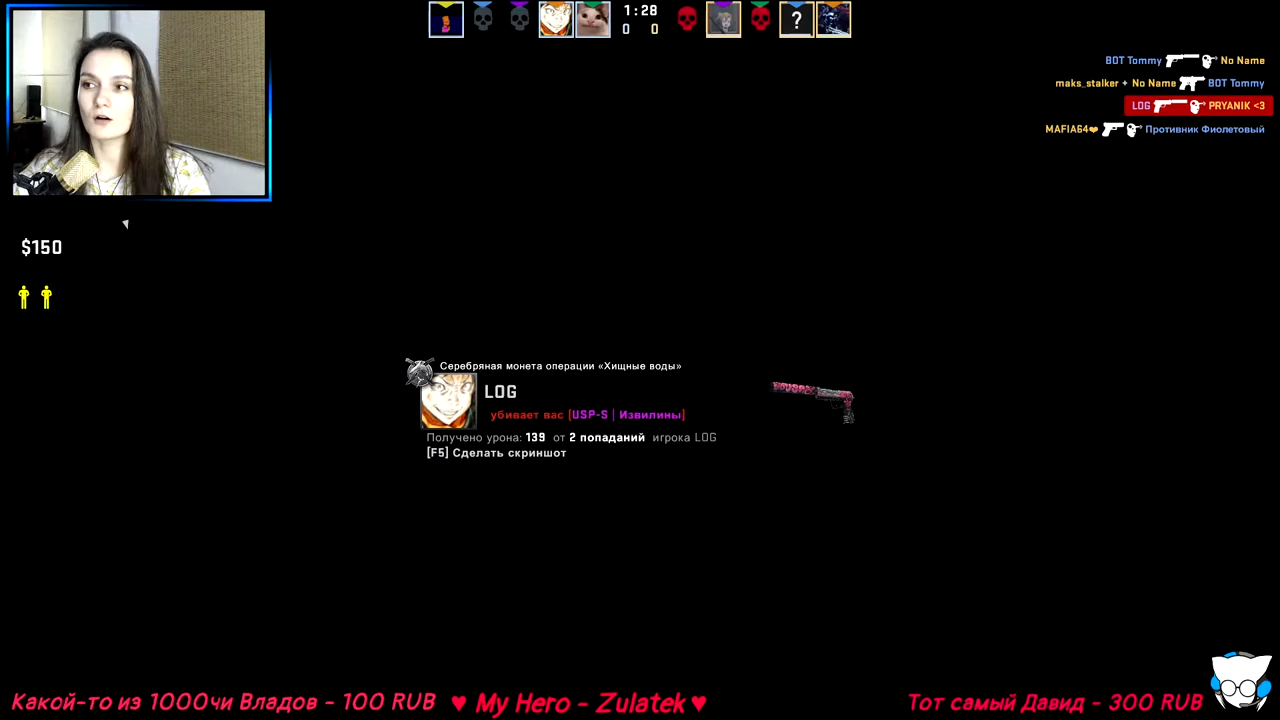 1:28
0 0
BOT Tommy No Name
maks_stalker + No Name BOT Tommy
LOG PRYANIK <3
MAFIA64❤ Противник Фиолетовый
$150
?
Серебряная монета операции «Хищные воды»
LOG
убивает вас [USP-S | Извилины]
Получено урона: 139 от 2 попаданий игрока LOG
[F5] Сделать скриншот
Какой-то из 1000чи Владов - 100 RUB ♥ My Hero - Zulatek ♥ Тот самый Давид - 300 RUB